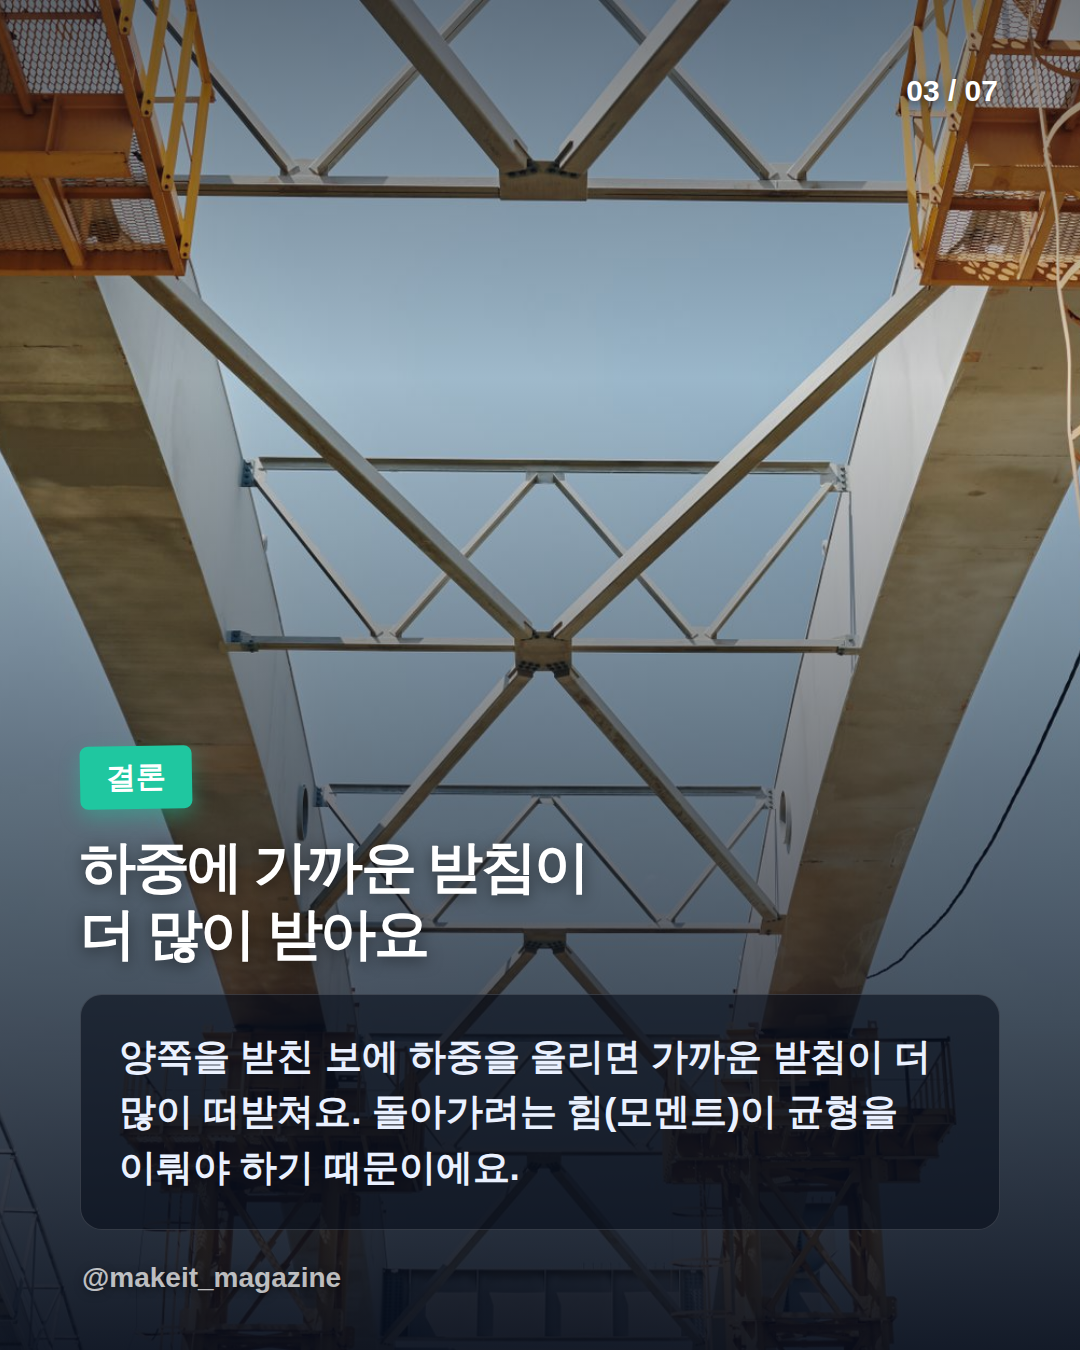 03 / 07
결론
하중에 가까운 받침이
더 많이 받아요
양쪽을 받친 보에 하중을 올리면 가까운 받침이 더
많이 떠받쳐요. 돌아가려는 힘(모멘트)이 균형을
이뤄야 하기 때문이에요.
@makeit_magazine